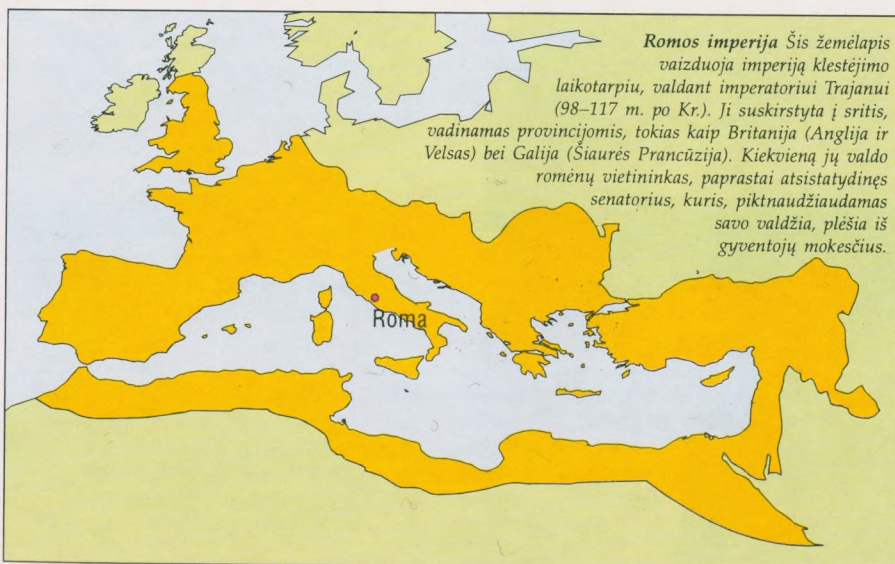 Romos imperija Šis žemėlapis
vaizduoja imperiją klestėjimo
laikotarpiu, valdant imperatoriui Trajanui
(98–117 m. po Kr.). Ji suskirstyta į sritis,
vadinamas provincijomis, tokias kaip Britanija (Anglija ir
Velsas) bei Galija (Šiaurės Prancūzija). Kiekvieną jų valdo
romėnų vietininkas, paprastai atsistatydinęs
senatorius, kuris, piktnaudžiaudamas
savo valdžia, plėšia iš
gyventojų mokesčius.
Roma